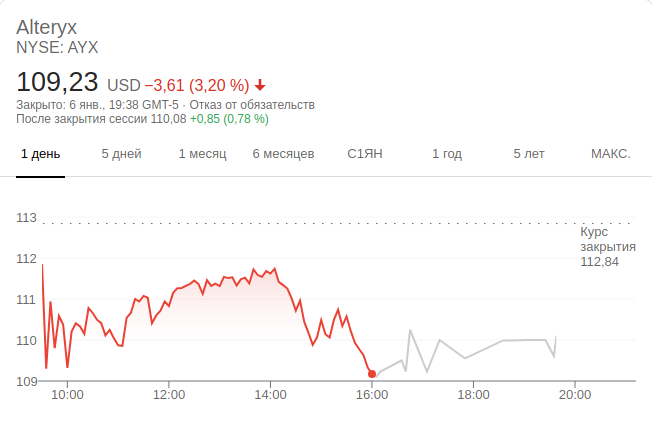 Alteryx
NYSE: AYX
109,23 USD −3,61 (3,20 %)
Закрыто: 6 янв., 19:38 GMT-5 · Отказ от обязательств
После закрытия сессии 110,08 +0,85 (0,78 %)
1 день 5 дней 1 месяц 6 месяцев С1ЯН 1 год 5 лет МАКС.
113
Курс
закрытия
112,84
112
111
110
109
10:00 12:00 14:00 16:00 18:00 20:00